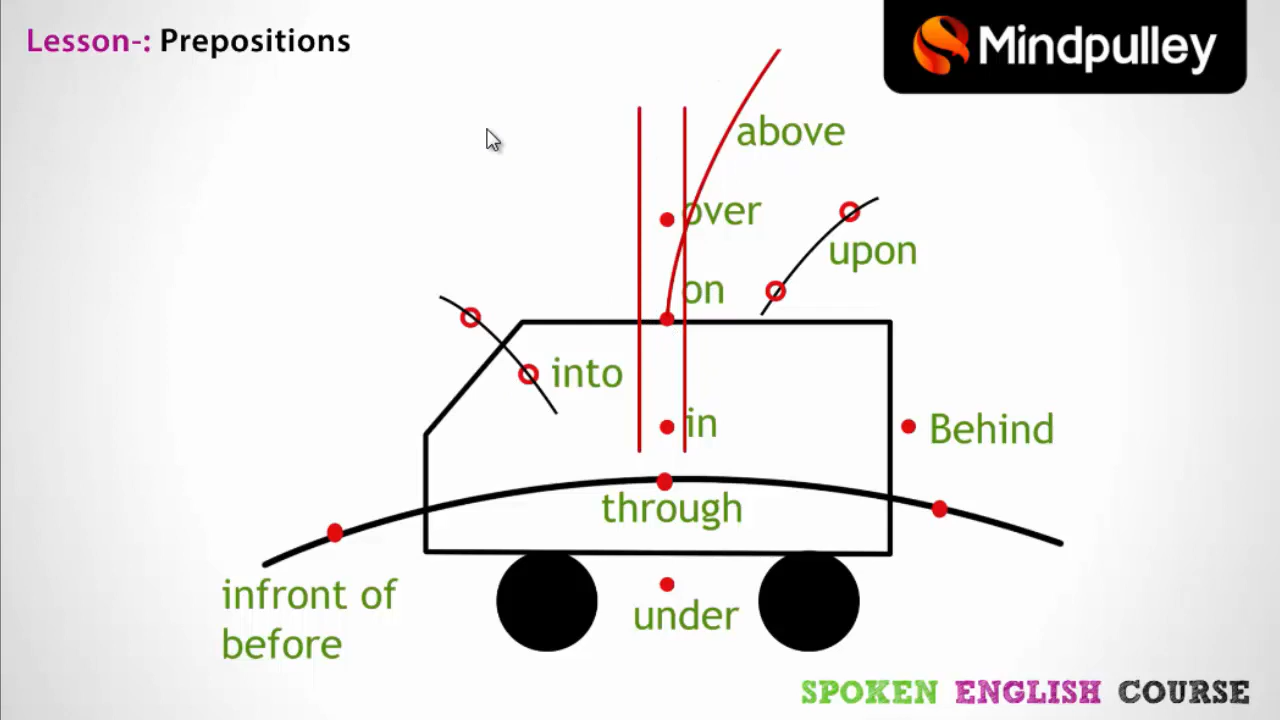 Lesson-: Prepositions
Mindpulley
above
over
upon
on
into
in
Behind
through
infront of
before
under
SPOKEN ENGLISH COURSE